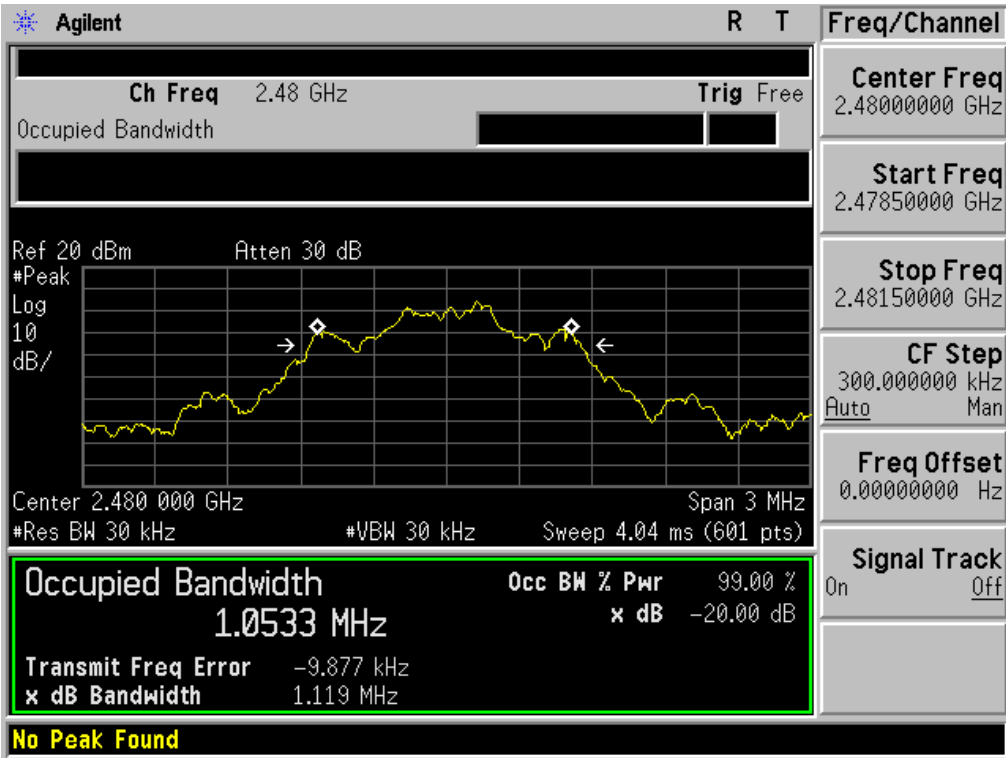 Agilent R T
Ch Freq 2.48 GHz Trig Free
Occupied Bandwidth
Ref 20 dBm Atten 30 dB
#Peak
Log
10
dB/
Center 2.480 000 GHz Span 3 MHz
#Res BW 30 kHz #VBW 30 kHz Sweep 4.04 ms (601 pts)
Occupied Bandwidth Occ BW % Pwr 99.00 %
1.0533 MHz x dB -20.00 dB
Transmit Freq Error -9.877 kHz
x dB Bandwidth 1.119 MHz
No Peak Found
Freq/Channel
Center Freq
2.48000000 GHz
Start Freq
2.47850000 GHz
Stop Freq
2.48150000 GHz
CF Step
300.000000 kHz
Auto Man
Freq Offset
0.00000000 Hz
Signal Track
On Off